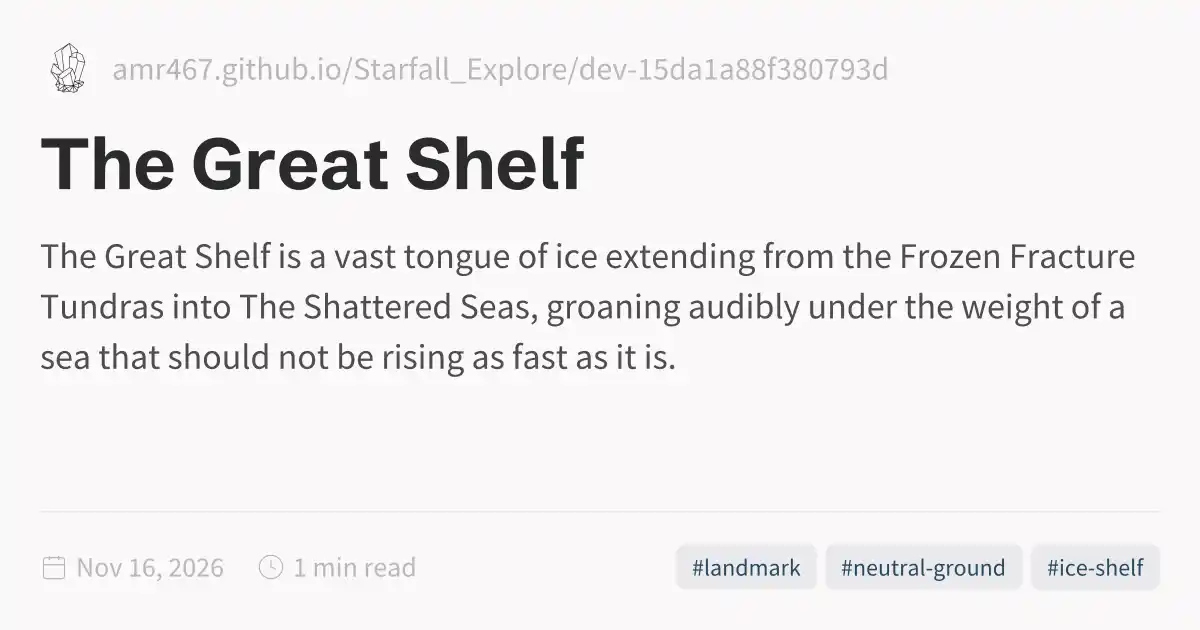 amr467.github.io/Starfall_Explore/dev-15da1a88f380793d
The Great Shelf
The Great Shelf is a vast tongue of ice extending from the Frozen Fracture
Tundras into The Shattered Seas, groaning audibly under the weight of a
sea that should not be rising as fast as it is.
Nov 16, 2026 1 min read #landmark #neutral-ground #ice-shelf